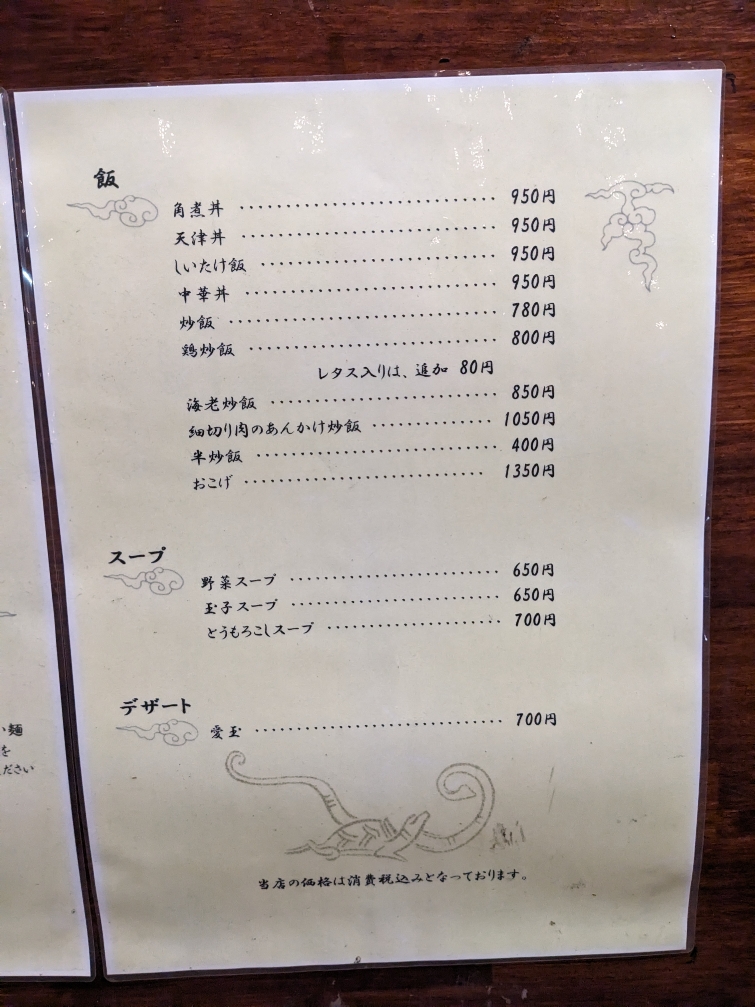 飯
角煮丼 950円
天津丼 950円
しいたけ飯 950円
中華丼 950円
炒飯 780円
鶏炒飯 800円
レタス入りは、追加 80円
海老炒飯 850円
細切り肉のあんかけ炒飯 1050円
半炒飯 400円
おこげ 1350円
スープ
野菜スープ 650円
玉子スープ 650円
とうもろこしスープ 700円
デザート
愛玉 700円
当店の価格は消費税込みとなっております。
麺
を
ださい